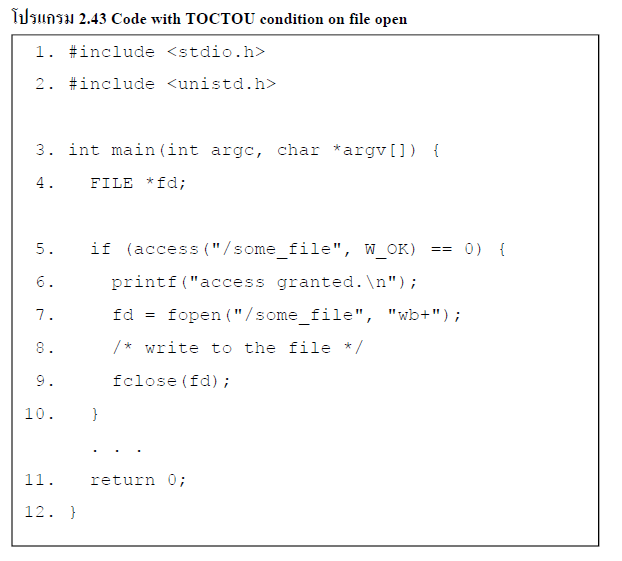 โปรแกรม 2.43 Code with TOCTOU condition on file open
1. #include <stdio.h>
2. #include <unistd.h>
3. int main(int argc, char *argv[]) {
4.   FILE *fd;
5.   if (access("/some_file", W_OK) == 0) {
6.     printf("access granted.\n");
7.     fd = fopen("/some_file", "wb+");
8.     /* write to the file */
9.     fclose(fd);
10.   }
. . .
11.   return 0;
12. }